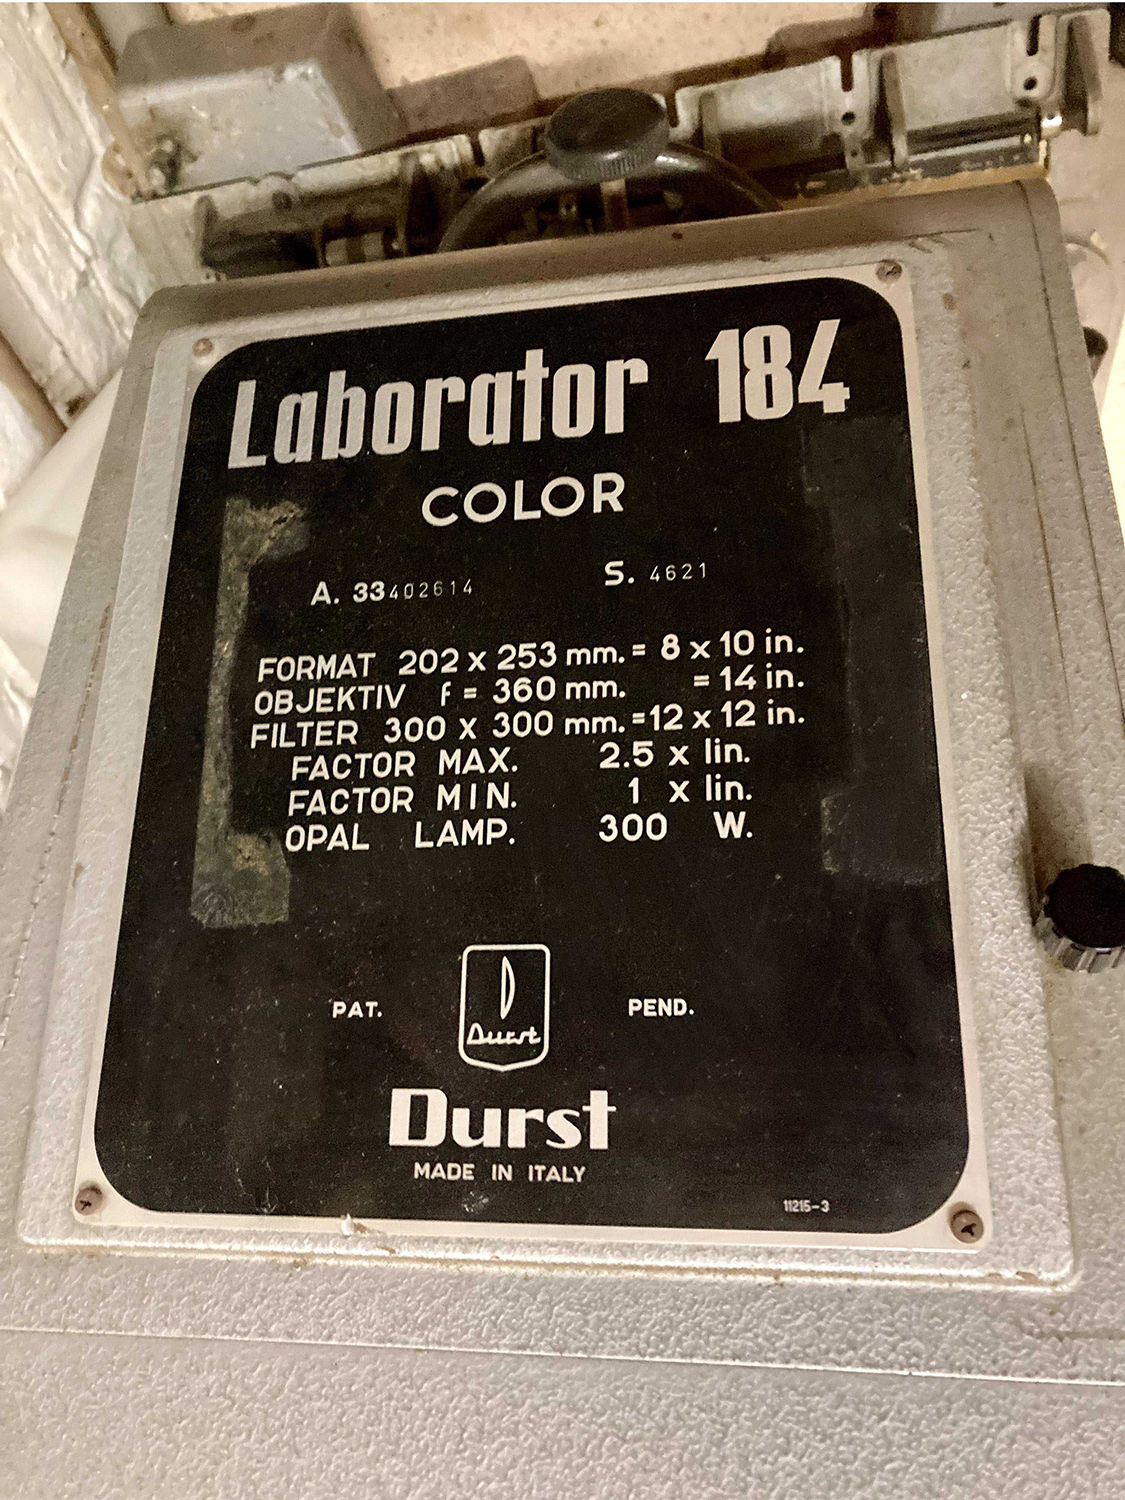 Laborator 184
COLOR
A. 33402614 S. 4621
FORMAT 202 x 253 mm. = 8 x 10 in.
OBJEKTIV f = 360 mm. = 14 in.
FILTER 300 X 300 mm. = 12 x 12 in.
FACTOR MAX. 2.5 x lin.
FACTOR MIN. 1 x lin.
OPAL LAMP. 300 W.
PAT. Durst PEND.
Durst
MADE IN ITALY
11215-3